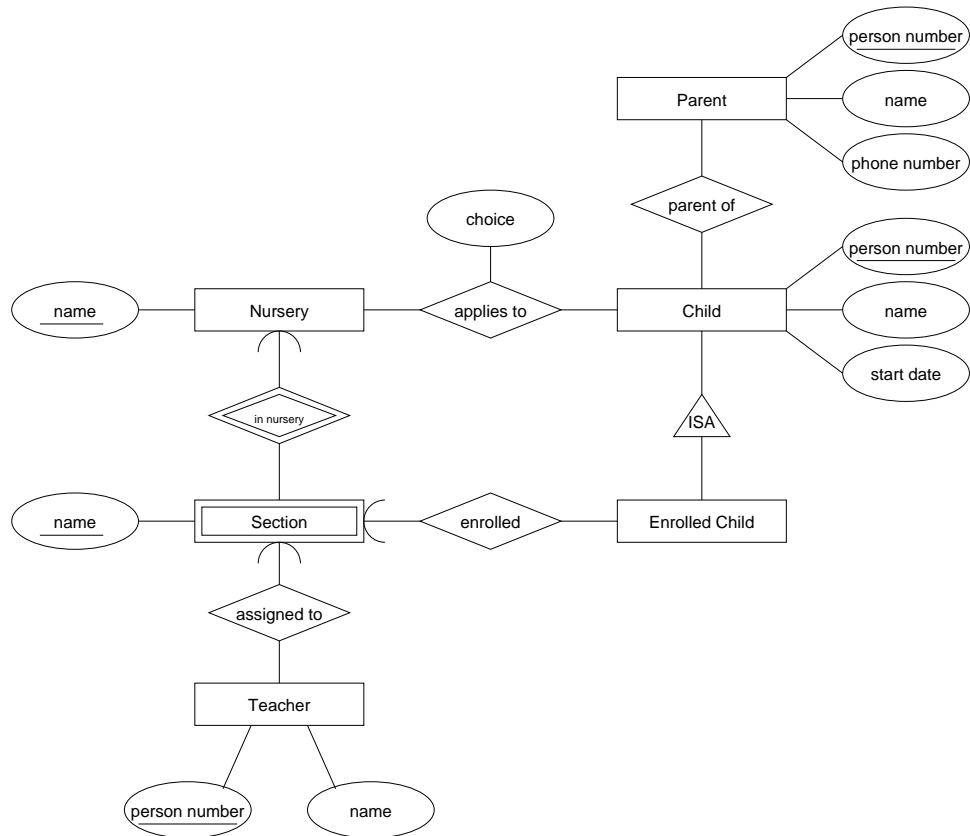 person number
Parent
name
phone number
parent of
choice
person number
name
Nursery
applies to
Child
name
start date
in nursery
ISA
name
Section
enrolled
Enrolled Child
assigned to
Teacher
person number
name